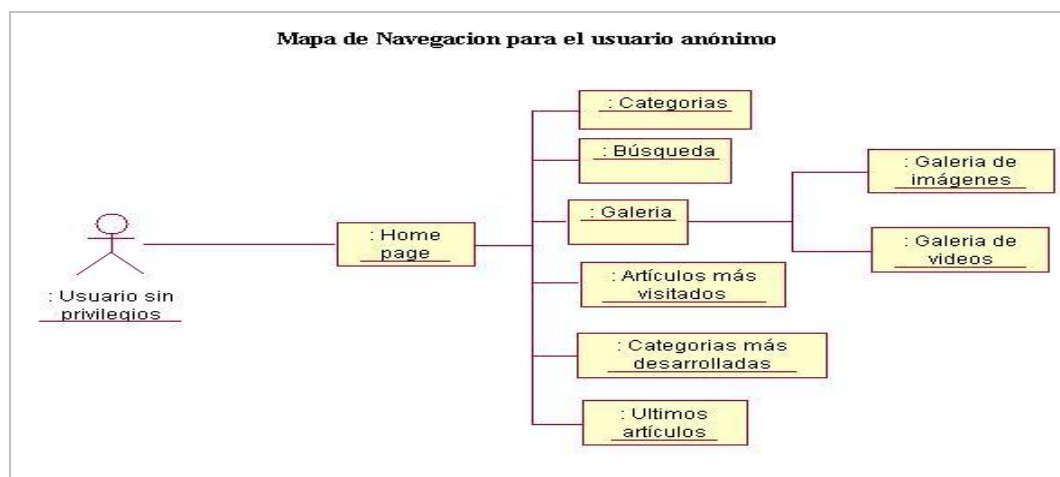 Mapa de Navegacion para el usuario anónimo
: Categorias
: Búsqueda
: Galeria
: Galeria de
imágenes
: Galeria de
videos
: Home
page
: Usuario sin
privilegios
: Artículos más
visitados
: Categorias más
desarrolladas
: Ultimos
artículos